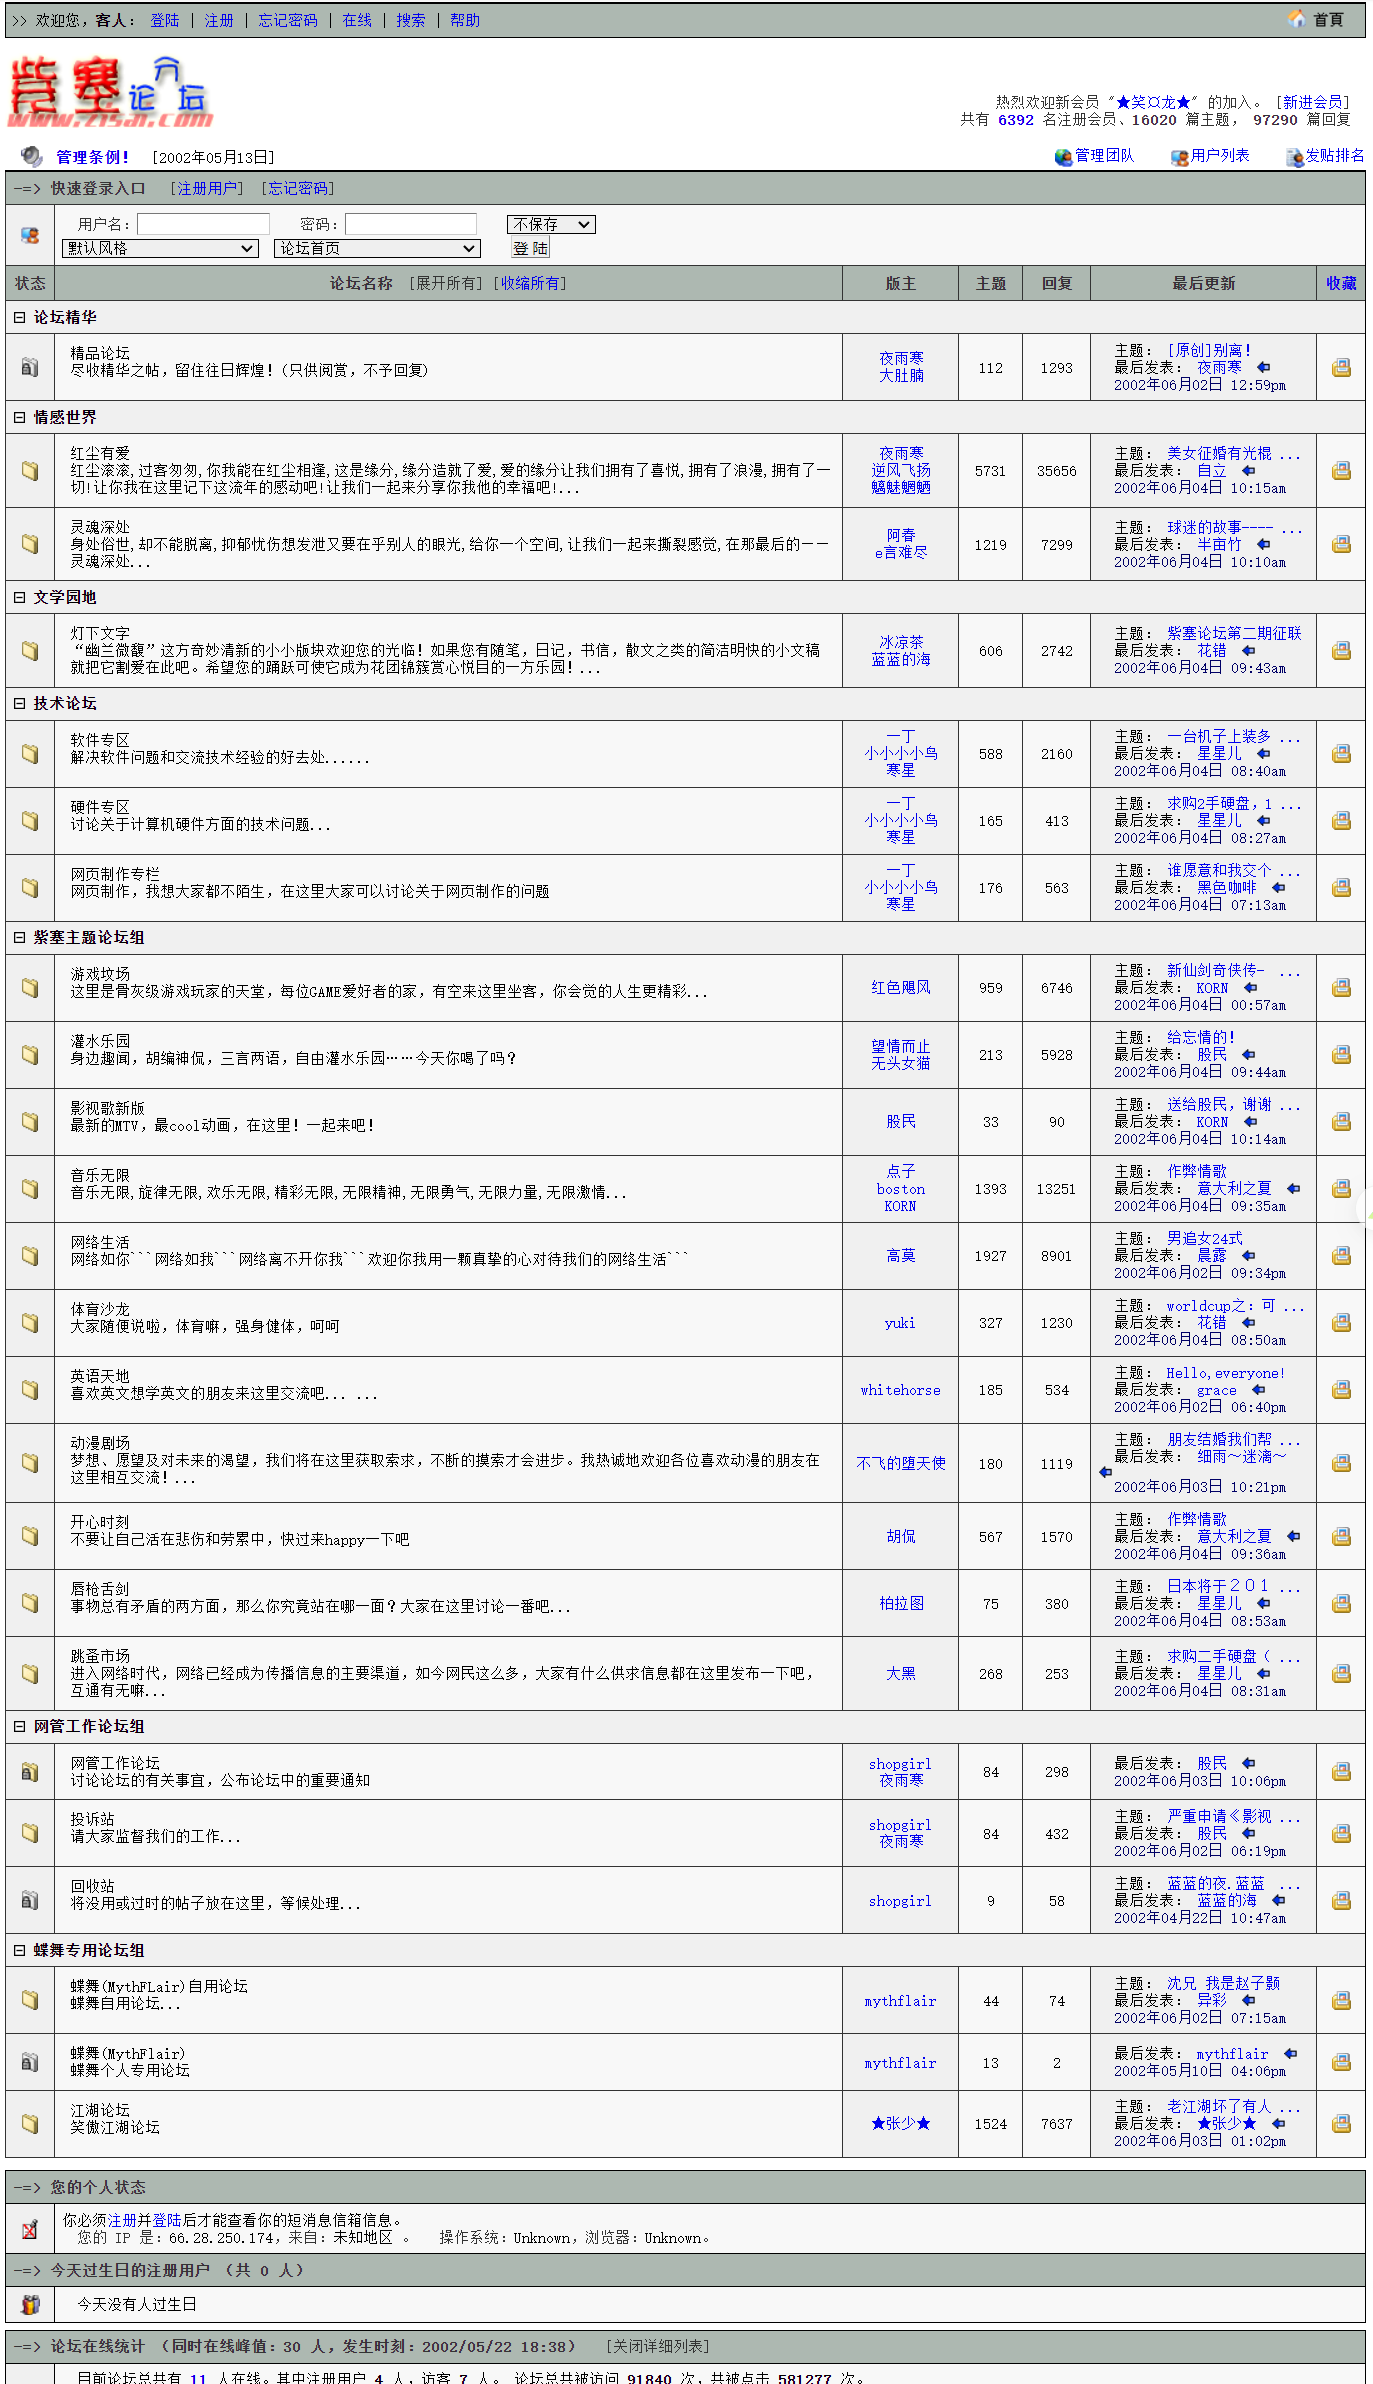 >> 欢迎您，客人： 登陆 | 注册 | 忘记密码 | 在线 | 搜索 | 帮助
首頁
紫塞论坛
www.zisai.com
热烈欢迎新会员 "★笑¤龙★" 的加入。 [新进会员]
共有 6392 名注册会员、16020 篇主题， 97290 篇回复
管理条例！ [2002年05月13日]
管理团队 用户列表 发贴排名
-=> 快速登录入口 [注册用户] [忘记密码]
用户名： 密码： 不保存
默认风格 论坛首页 登 陆
状态 论坛名称 [展开所有] [收缩所有] 版主 主题 回复 最后更新 收藏
论坛精华
精品论坛
尽收精华之帖，留住往日辉煌！(只供阅赏，不予回复)
夜雨寒
大肚腩
112 1293
主题： [原创]别离！
最后发表： 夜雨寒
2002年06月02日 12:59pm
情感世界
红尘有爱
红尘滚滚,过客匆匆,你我能在红尘相逢,这是缘分,缘分造就了爱,爱的缘分让我们拥有了喜悦,拥有了浪漫,拥有了一
切!让你我在这里记下这流年的感动吧!让我们一起来分享你我他的幸福吧!...
夜雨寒
逆风飞扬
魑魅魍魉
5731 35656
主题： 美女征婚有光棍 ...
最后发表： 自立
2002年06月04日 10:15am
灵魂深处
身处俗世,却不能脱离,抑郁忧伤想发泄又要在乎别人的眼光,给你一个空间,让我们一起来撕裂感觉,在那最后的－－
灵魂深处...
阿春
e言难尽
1219 7299
主题： 球迷的故事---- ...
最后发表： 半亩竹
2002年06月04日 10:10am
文学园地
灯下文字
“幽兰微馥”这方奇妙清新的小小版块欢迎您的光临！如果您有随笔，日记，书信，散文之类的简洁明快的小文稿
就把它割爱在此吧。希望您的踊跃可使它成为花团锦簇赏心悦目的一方乐园！...
冰凉茶
蓝蓝的海
606 2742
主题： 紫塞论坛第二期征联
最后发表： 花错
2002年06月04日 09:43am
技术论坛
软件专区
解决软件问题和交流技术经验的好去处......
一丁
小小小小鸟
寒星
588 2160
主题： 一台机子上装多 ...
最后发表： 星星儿
2002年06月04日 08:40am
硬件专区
讨论关于计算机硬件方面的技术问题...
一丁
小小小小鸟
寒星
165 413
主题： 求购2手硬盘，1 ...
最后发表： 星星儿
2002年06月04日 08:27am
网页制作专栏
网页制作，我想大家都不陌生，在这里大家可以讨论关于网页制作的问题
一丁
小小小小鸟
寒星
176 563
主题： 谁愿意和我交个 ...
最后发表： 黑色咖啡
2002年06月04日 07:13am
紫塞主题论坛组
游戏坟场
这里是骨灰级游戏玩家的天堂，每位GAME爱好者的家，有空来这里坐客，你会觉的人生更精彩...
红色飓风
959 6746
主题： 新仙剑奇侠传- ...
最后发表： KORN
2002年06月04日 00:57am
灌水乐园
身边趣闻，胡编神侃，三言两语，自由灌水乐园……今天你喝了吗？
望情而止
无头女猫
213 5928
主题： 给忘情的！
最后发表： 股民
2002年06月04日 09:44am
影视歌新版
最新的MTV，最cool动画，在这里！一起来吧！
股民
33 90
主题： 送给股民，谢谢 ...
最后发表： KORN
2002年06月04日 10:14am
音乐无限
音乐无限,旋律无限,欢乐无限,精彩无限,无限精神,无限勇气,无限力量,无限激情...
点子
boston
KORN
1393 13251
主题： 作弊情歌
最后发表： 意大利之夏
2002年06月04日 09:35am
网络生活
网络如你```网络如我```网络离不开你我```欢迎你我用一颗真挚的心对待我们的网络生活```
高莫
1927 8901
主题： 男追女24式
最后发表： 晨露
2002年06月02日 09:34pm
体育沙龙
大家随便说啦，体育嘛，强身健体，呵呵
yuki
327 1230
主题： worldcup之：可 ...
最后发表： 花错
2002年06月04日 08:50am
英语天地
喜欢英文想学英文的朋友来这里交流吧... ...
whitehorse
185 534
主题： Hello,everyone!
最后发表： grace
2002年06月02日 06:40pm
动漫剧场
梦想、愿望及对未来的渴望，我们将在这里获取索求，不断的摸索才会进步。我热诚地欢迎各位喜欢动漫的朋友在
这里相互交流！...
不飞的堕天使
180 1119
主题： 朋友结婚我们帮 ...
最后发表： 细雨～迷漓～
2002年06月03日 10:21pm
开心时刻
不要让自己活在悲伤和劳累中，快过来happy一下吧
胡侃
567 1570
主题： 作弊情歌
最后发表： 意大利之夏
2002年06月04日 09:36am
唇枪舌剑
事物总有矛盾的两方面，那么你究竟站在哪一面？大家在这里讨论一番吧...
柏拉图
75 380
主题： 日本将于２０１ ...
最后发表： 星星儿
2002年06月04日 08:53am
跳蚤市场
进入网络时代，网络已经成为传播信息的主要渠道，如今网民这么多，大家有什么供求信息都在这里发布一下吧，
互通有无嘛...
大黑
268 253
主题： 求购二手硬盘（ ...
最后发表： 星星儿
2002年06月04日 08:31am
网管工作论坛组
网管工作论坛
讨论论坛的有关事宜，公布论坛中的重要通知
shopgirl
夜雨寒
84 298
最后发表： 股民
2002年06月03日 10:06pm
投诉站
请大家监督我们的工作...
shopgirl
夜雨寒
84 432
主题： 严重申请《影视 ...
最后发表： 股民
2002年06月02日 06:19pm
回收站
将没用或过时的帖子放在这里，等候处理...
shopgirl
9 58
主题： 蓝蓝的夜.蓝蓝 ...
最后发表： 蓝蓝的海
2002年04月22日 10:47am
蝶舞专用论坛组
蝶舞(MythFLair)自用论坛
蝶舞自用论坛...
mythflair
44 74
主题： 沈兄 我是赵子颢
最后发表： 异彩
2002年06月02日 07:15am
蝶舞(MythFlair)
蝶舞个人专用论坛
mythflair
13 2
最后发表： mythflair
2002年05月10日 04:06pm
江湖论坛
笑傲江湖论坛
★张少★
1524 7637
主题： 老江湖坏了有人 ...
最后发表： ★张少★
2002年06月03日 01:02pm
-=> 您的个人状态
你必须注册并登陆后才能查看你的短消息信箱信息。
您的 IP 是：66.28.250.174，来自：未知地区 。 操作系统：Unknown，浏览器：Unknown。
-=> 今天过生日的注册用户 （共 0 人）
今天没有人过生日
-=> 论坛在线统计 （同时在线峰值：30 人，发生时刻：2002/05/22 18:38） [关闭详细列表]
目前论坛总共有 11 人在线。其中注册用户 4 人，访客 7 人。 论坛总共被访问 91840 次，共被点击 581277 次。